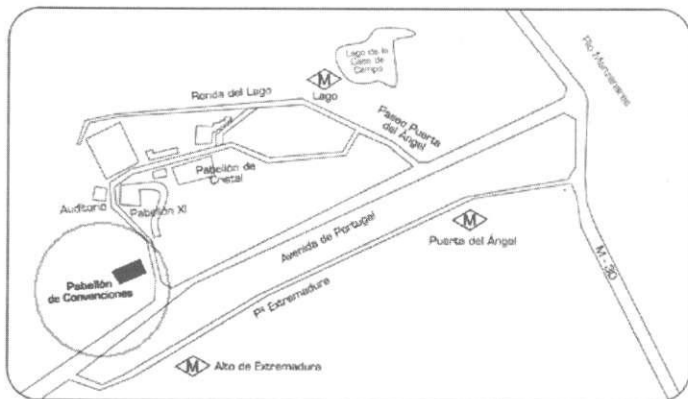 Lago de la
Casa de
Campo
Río Manzanares
M
Lago
Ronda del Lago
Paseo Puerta
del Ángel
Pabellón de
Cristal
Auditorio
Pabellón XI
Avenida de Portugal
M
Puerta del Ángel
M - 30
Pabellón
de Convenciones
Pº Extremadura
M
Alto de Extremadura